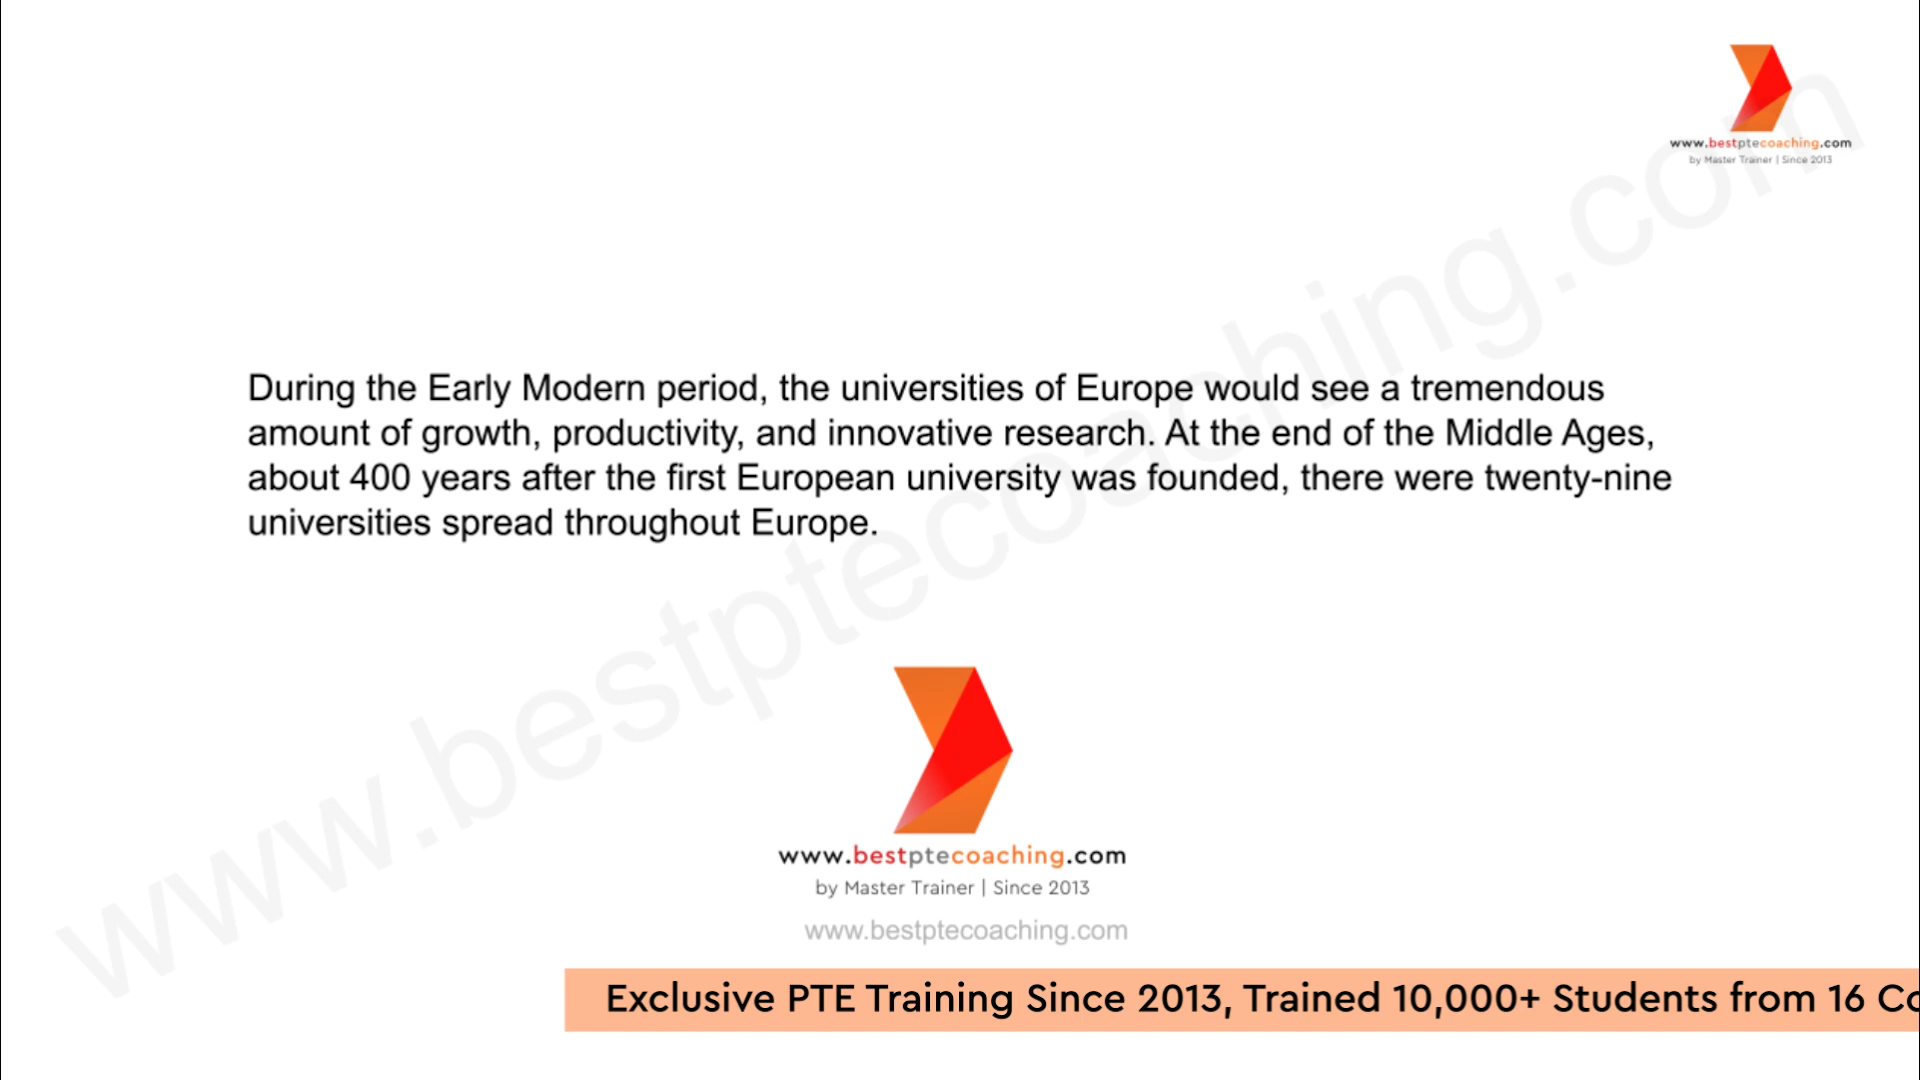 www.bestptecoaching.com
by Master Trainer | Since 2013
During the Early Modern period, the universities of Europe would see a tremendous
amount of growth, productivity, and innovative research. At the end of the Middle Ages,
about 400 years after the first European university was founded, there were twenty-nine
universities spread throughout Europe.
www.bestptecoaching.com
www.bestptecoaching.com
by Master Trainer | Since 2013
www.bestptecoaching.com
Exclusive PTE Training Since 2013, Trained 10,000+ Students from 16